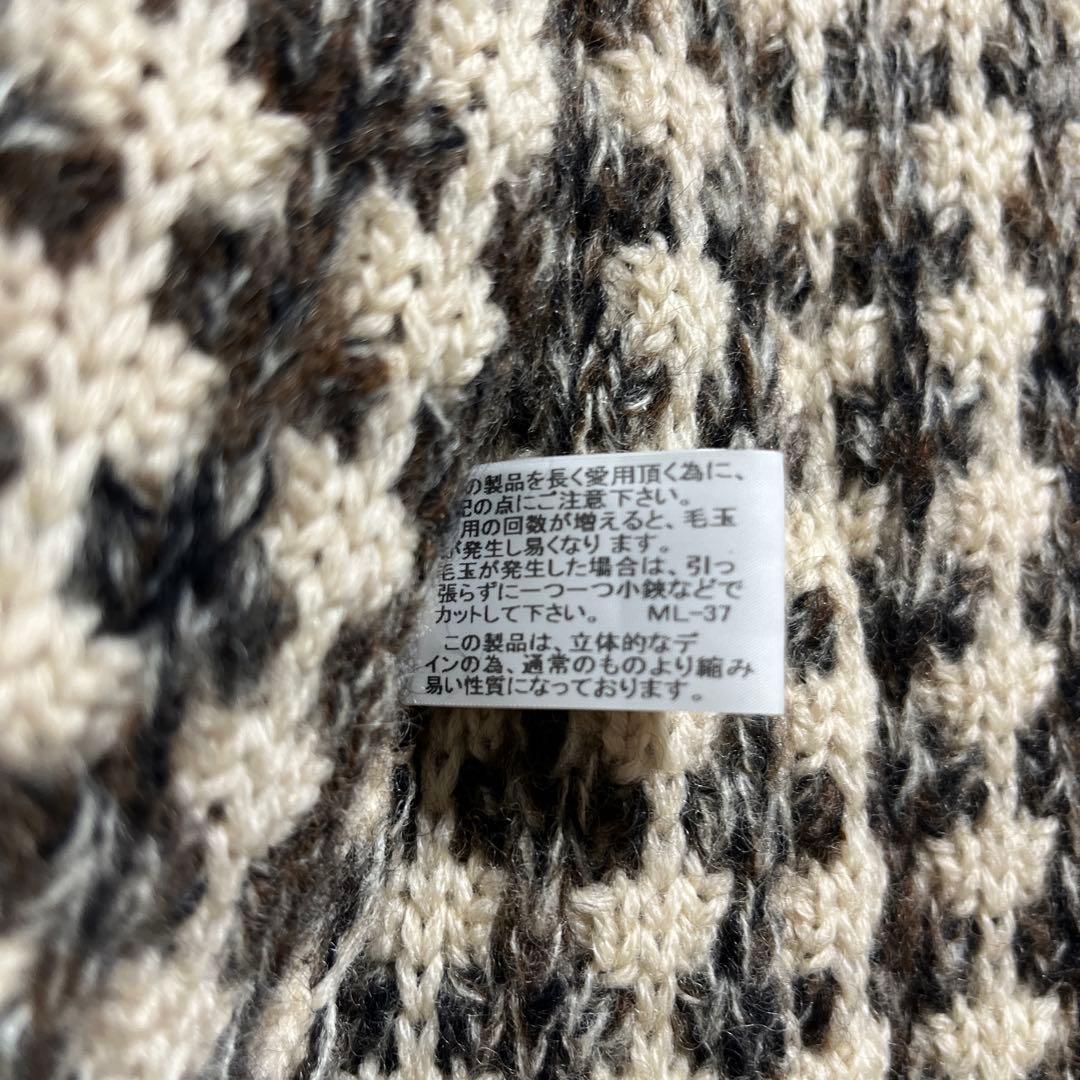 の製品を長く愛用頂く為に、
記の点にご注意下さい。
用の回数が増えると、毛玉
が発生し易くなり ます。
毛玉が発生した場合は、引っ
張らずに一つ一つ小鋏などで
カットして下さい。 ML-37
この製品は、立体的なデ
インの為、通常のものより縮み
易い性質になっております。